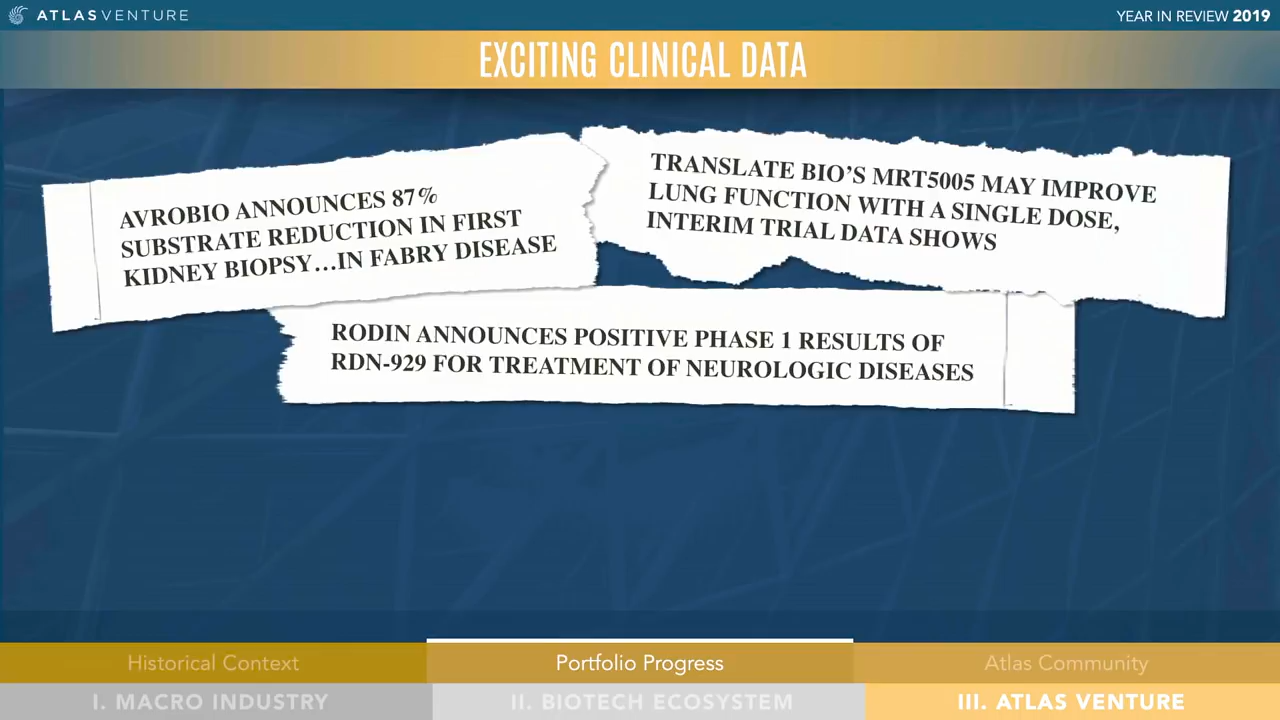 ATLAS VENTURE
YEAR IN REVIEW 2019
EXCITING CLINICAL DATA
AVROBIO ANNOUNCES 87%
SUBSTRATE REDUCTION IN FIRST
KIDNEY BIOPSY...IN FABRY DISEASE
TRANSLATE BIO'S MRT5005 MAY IMPROVE
LUNG FUNCTION WITH A SINGLE DOSE,
INTERIM TRIAL DATA SHOWS
RODIN ANNOUNCES POSITIVE PHASE 1 RESULTS OF
RDN-929 FOR TREATMENT OF NEUROLOGIC DISEASES
Historical Context
Portfolio Progress
Atlas Community
I. MACRO INDUSTRY
II. BIOTECH ECOSYSTEM
III. ATLAS VENTURE